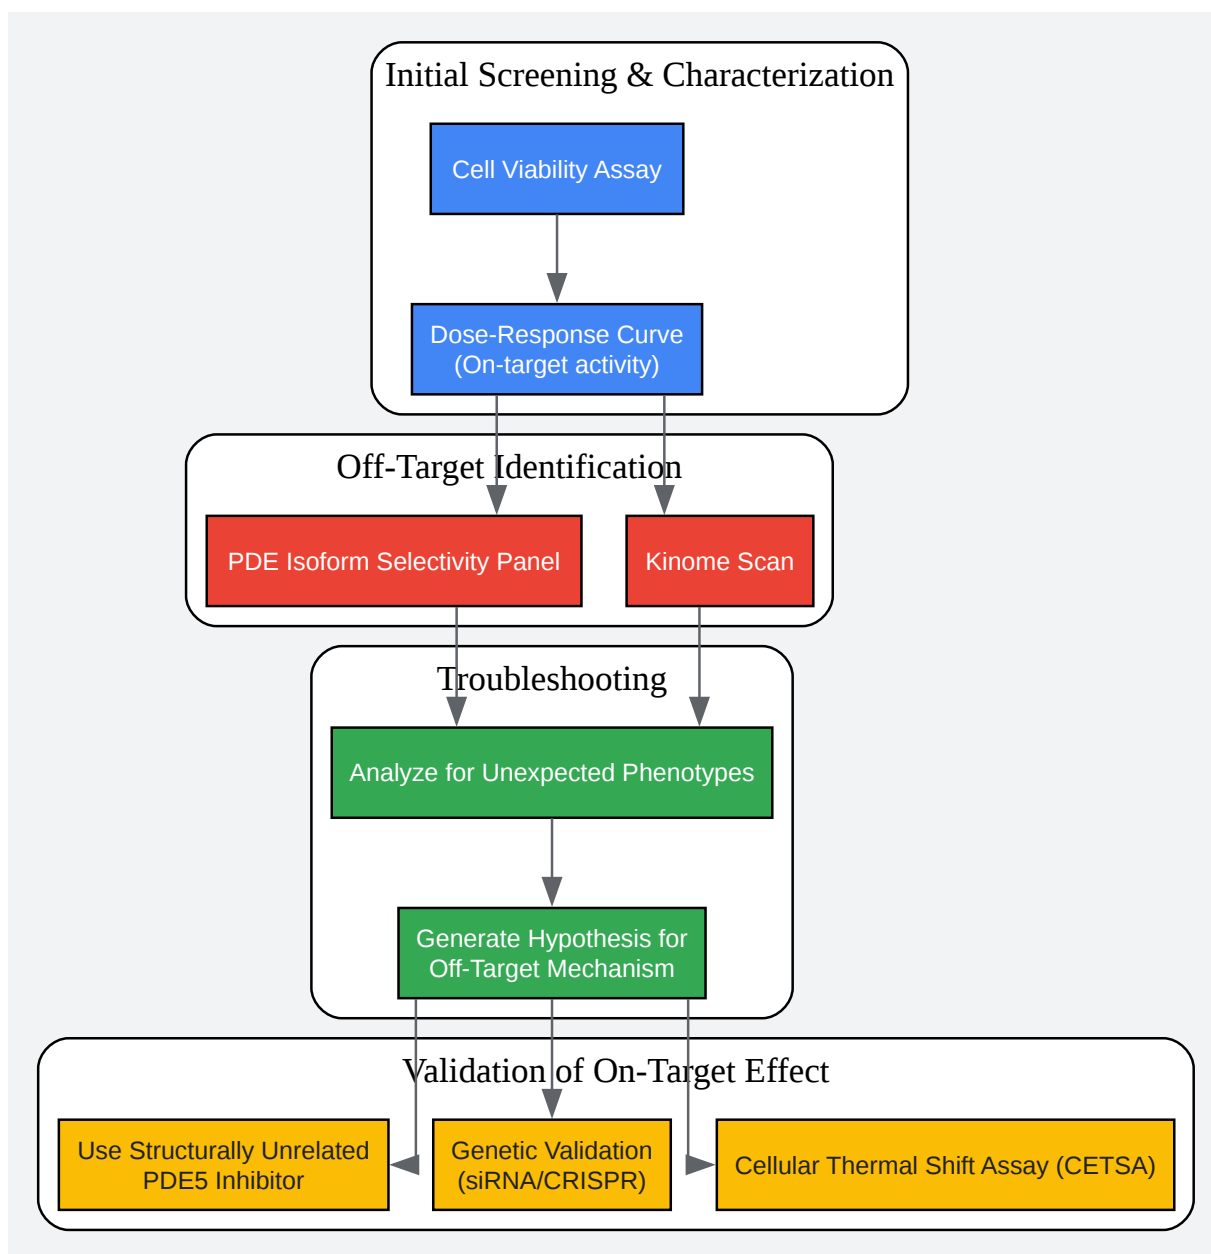 Initial Screening & Characterization
Cell Viability Assay
Dose-Response Curve
(On-target activity)
Off-Target Identification
PDE Isoform Selectivity Panel
Kinome Scan
Troubleshooting
Analyze for Unexpected Phenotypes
Generate Hypothesis for
Off-Target Mechanism
Validation of On-Target Effect
Use Structurally Unrelated
PDE5 Inhibitor
Genetic Validation
(siRNA/CRISPR)
Cellular Thermal Shift Assay (CETSA)